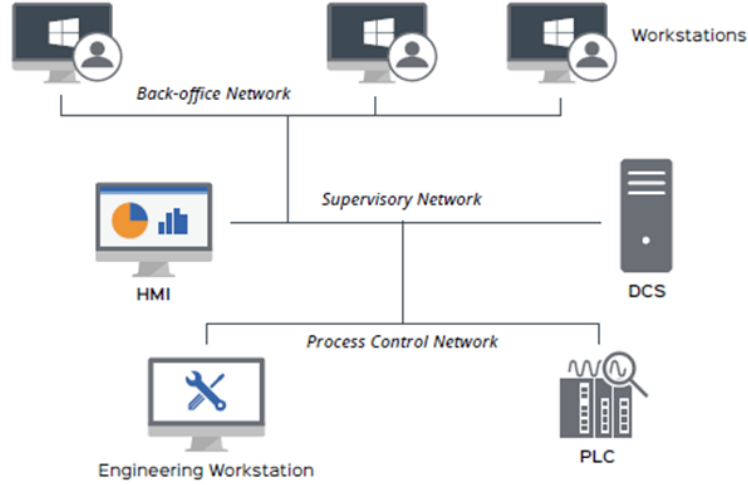 Workstations
Back-office Network
Supervisory Network
HMI
DCS
Process Control Network
Engineering Workstation
PLC